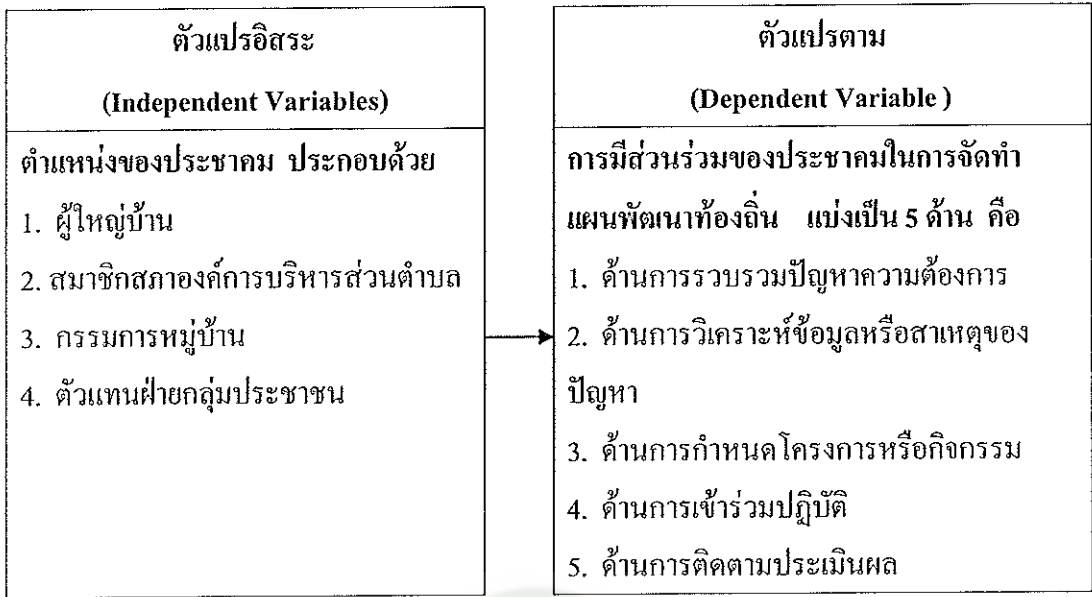 ตัวแปรอิสระ
(Independent Variables)
ตำแหน่งของประชาคม ประกอบด้วย
1. ผู้ใหญ่บ้าน
2. สมาชิกสภาองค์การบริหารส่วนตำบล
3. กรรมการหมู่บ้าน
4. ตัวแทนฝ่ายกลุ่มประชาชน
ตัวแปรตาม
(Dependent Variable )
การมีส่วนร่วมของประชาคมในการจัดทำ
แผนพัฒนาท้องถิ่น แบ่งเป็น 5 ด้าน คือ
1. ด้านการรวบรวมปัญหาความต้องการ
2. ด้านการวิเคราะห์ข้อมูลหรือสาเหตุของ
ปัญหา
3. ด้านการกำหนดโครงการหรือกิจกรรม
4. ด้านการเข้าร่วมปฏิบัติ
5. ด้านการติดตามประเมินผล